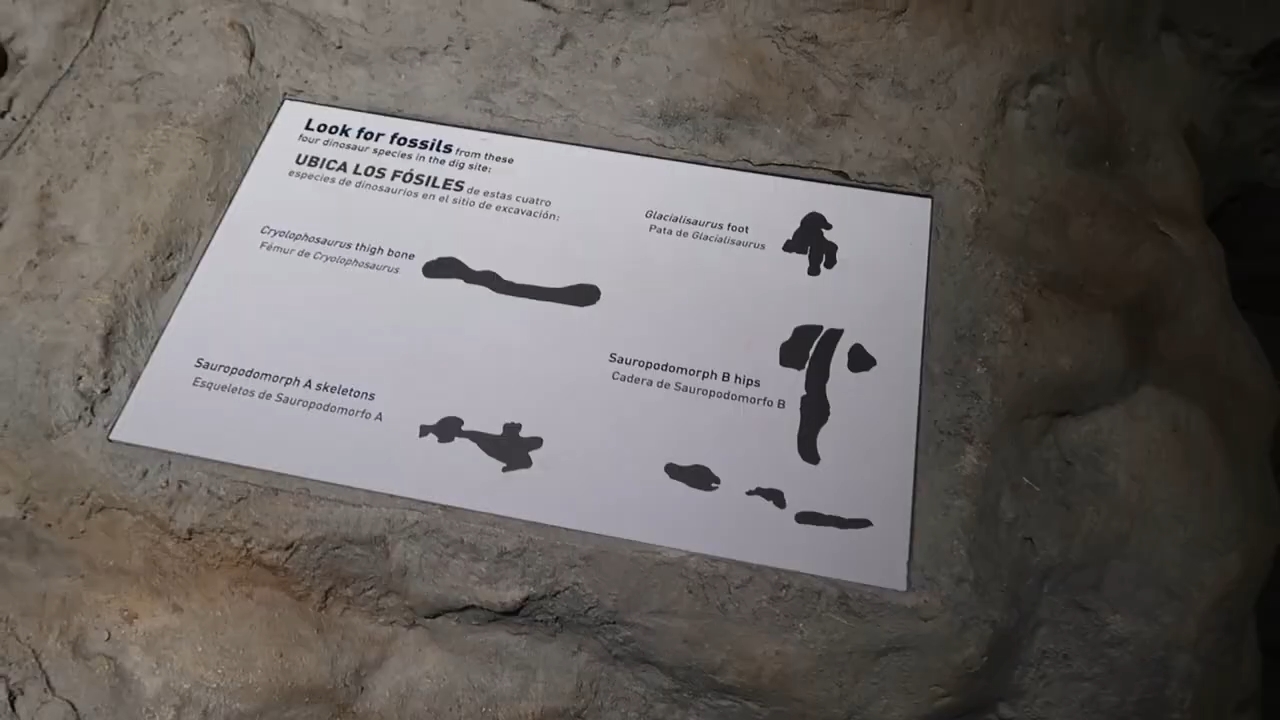 Look for fossils from these
four dinosaur species in the dig site:
UBICA LOS FÓSILES de estas cuatro
especies de dinosaurios en el sitio de excavación:
Cryolophosaurus thigh bone
Fémur de Cryolophosaurus
Glacialisaurus foot
Pata de Glacialisaurus
Sauropodomorph A skeletons
Esqueletos de Sauropodomorfo A
Sauropodomorph B hips
Cadera de Sauropodomorfo B